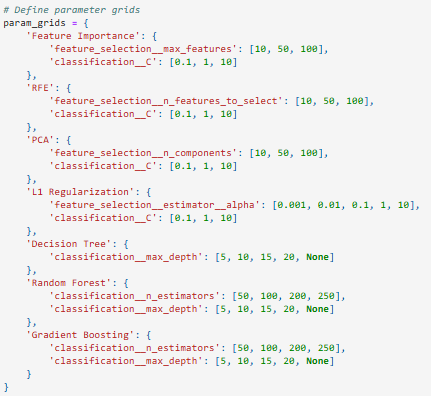 # Define parameter grids
param_grids = {
    'Feature Importance': {
        'feature_selection__max_features': [10, 50, 100],
        'classification__C': [0.1, 1, 10]
    },
    'RFE': {
        'feature_selection__n_features_to_select': [10, 50, 100],
        'classification__C': [0.1, 1, 10]
    },
    'PCA': {
        'feature_selection__n_components': [10, 50, 100],
        'classification__C': [0.1, 1, 10]
    },
    'L1 Regularization': {
        'feature_selection__estimator__alpha': [0.001, 0.01, 0.1, 1, 10],
        'classification__C': [0.1, 1, 10]
    },
    'Decision Tree': {
        'classification__max_depth': [5, 10, 15, 20, None]
    },
    'Random Forest': {
        'classification__n_estimators': [50, 100, 200, 250],
        'classification__max_depth': [5, 10, 15, 20, None]
    },
    'Gradient Boosting': {
        'classification__n_estimators': [50, 100, 200, 250],
        'classification__max_depth': [5, 10, 15, 20, None]
    }
}